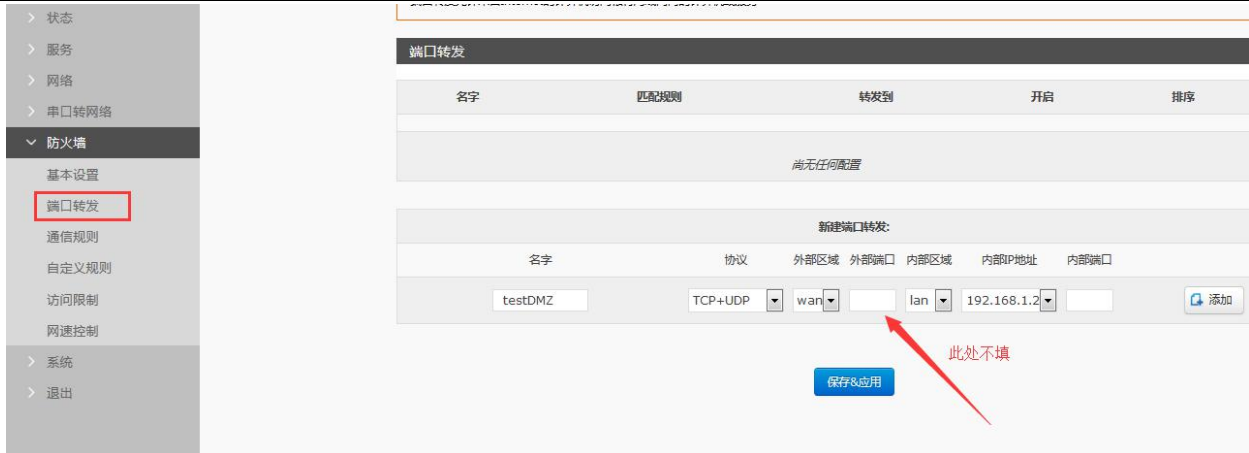 状态
服务
网络
串口转网络
防火墙
基本设置
端口转发
通信规则
自定义规则
访问限制
网速控制
系统
退出
端口转发
名字 匹配规则 转发到 开启 排序
尚无任何配置
新建端口转发:
名字 协议 外部区域 外部端口 内部区域 内部IP地址 内部端口
testDMZ TCP+UDP wan lan 192.168.1.2 添加
此处不填
保存&应用